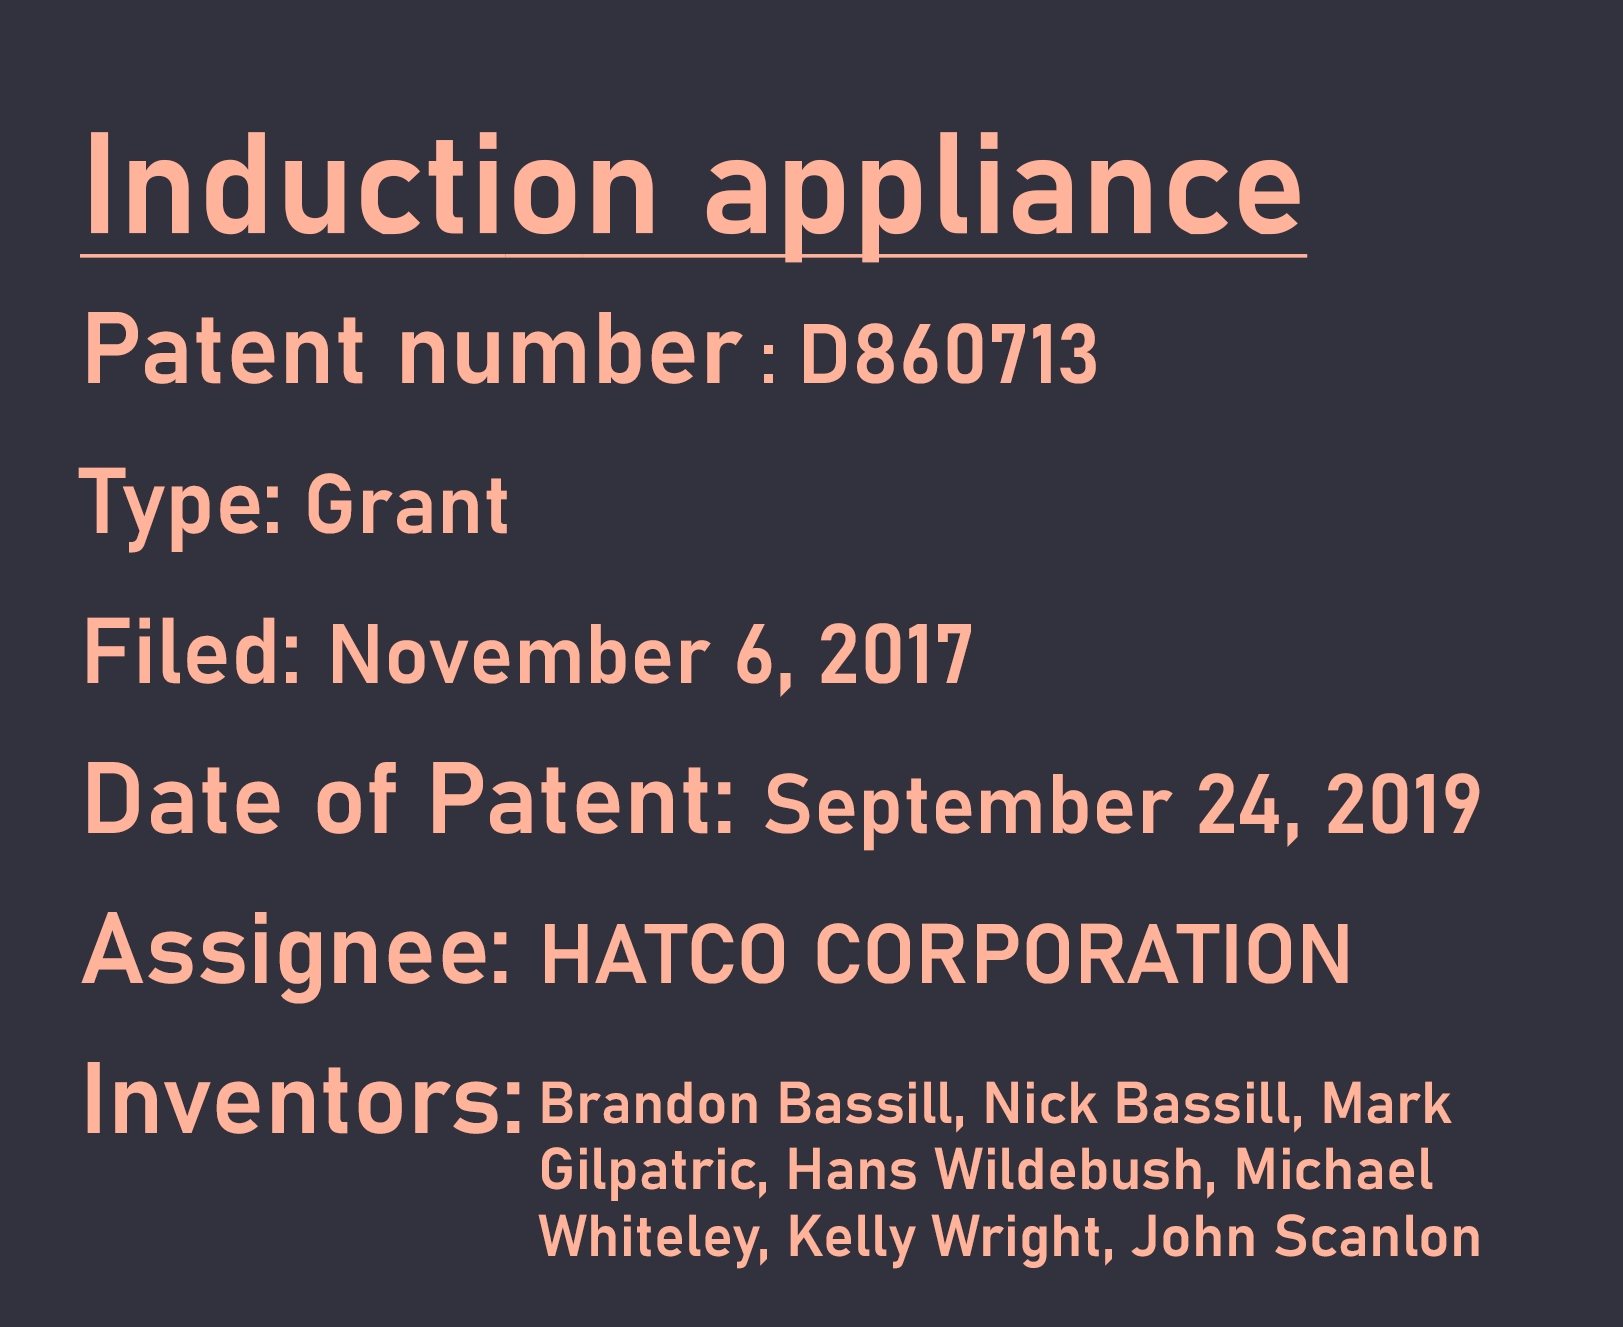 Induction appliance
Patent number : D860713
Type: Grant
Filed: November 6, 2017
Date of Patent: September 24, 2019
Assignee: HATCO CORPORATION
Inventors: Brandon Bassill, Nick Bassill, Mark
Gilpatric, Hans Wildebush, Michael
Whiteley, Kelly Wright, John Scanlon